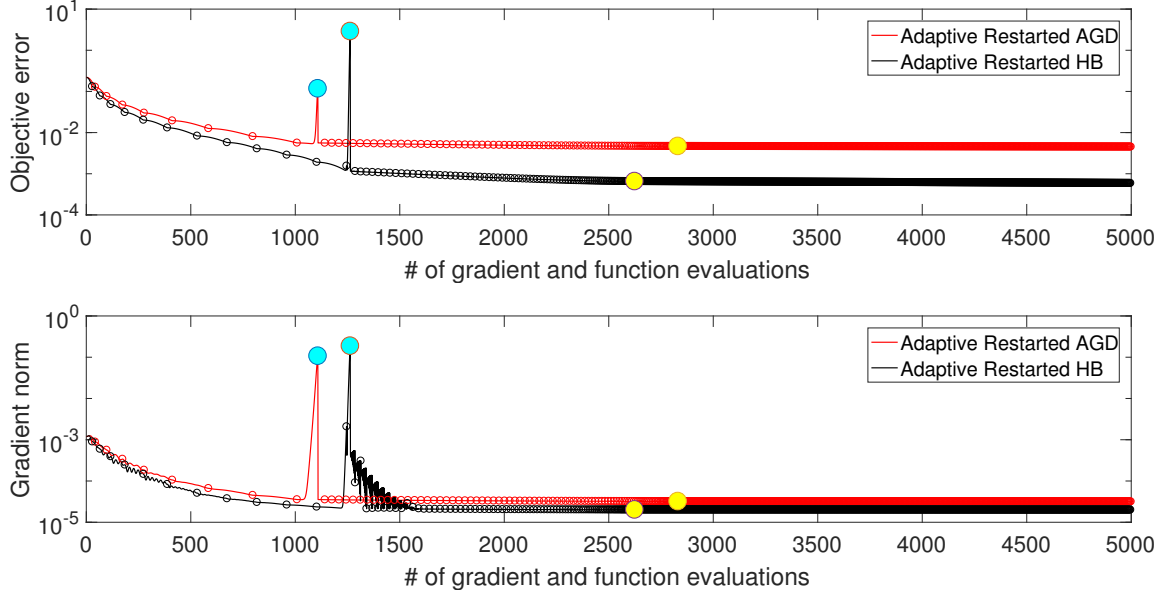 10^1
10^-2
10^-4
Objective error
Adaptive Restarted AGD
Adaptive Restarted HB
0 500 1000 1500 2000 2500 3000 3500 4000 4500 5000
# of gradient and function evaluations
10^0
10^-3
10^-5
Gradient norm
Adaptive Restarted AGD
Adaptive Restarted HB
0 500 1000 1500 2000 2500 3000 3500 4000 4500 5000
# of gradient and function evaluations